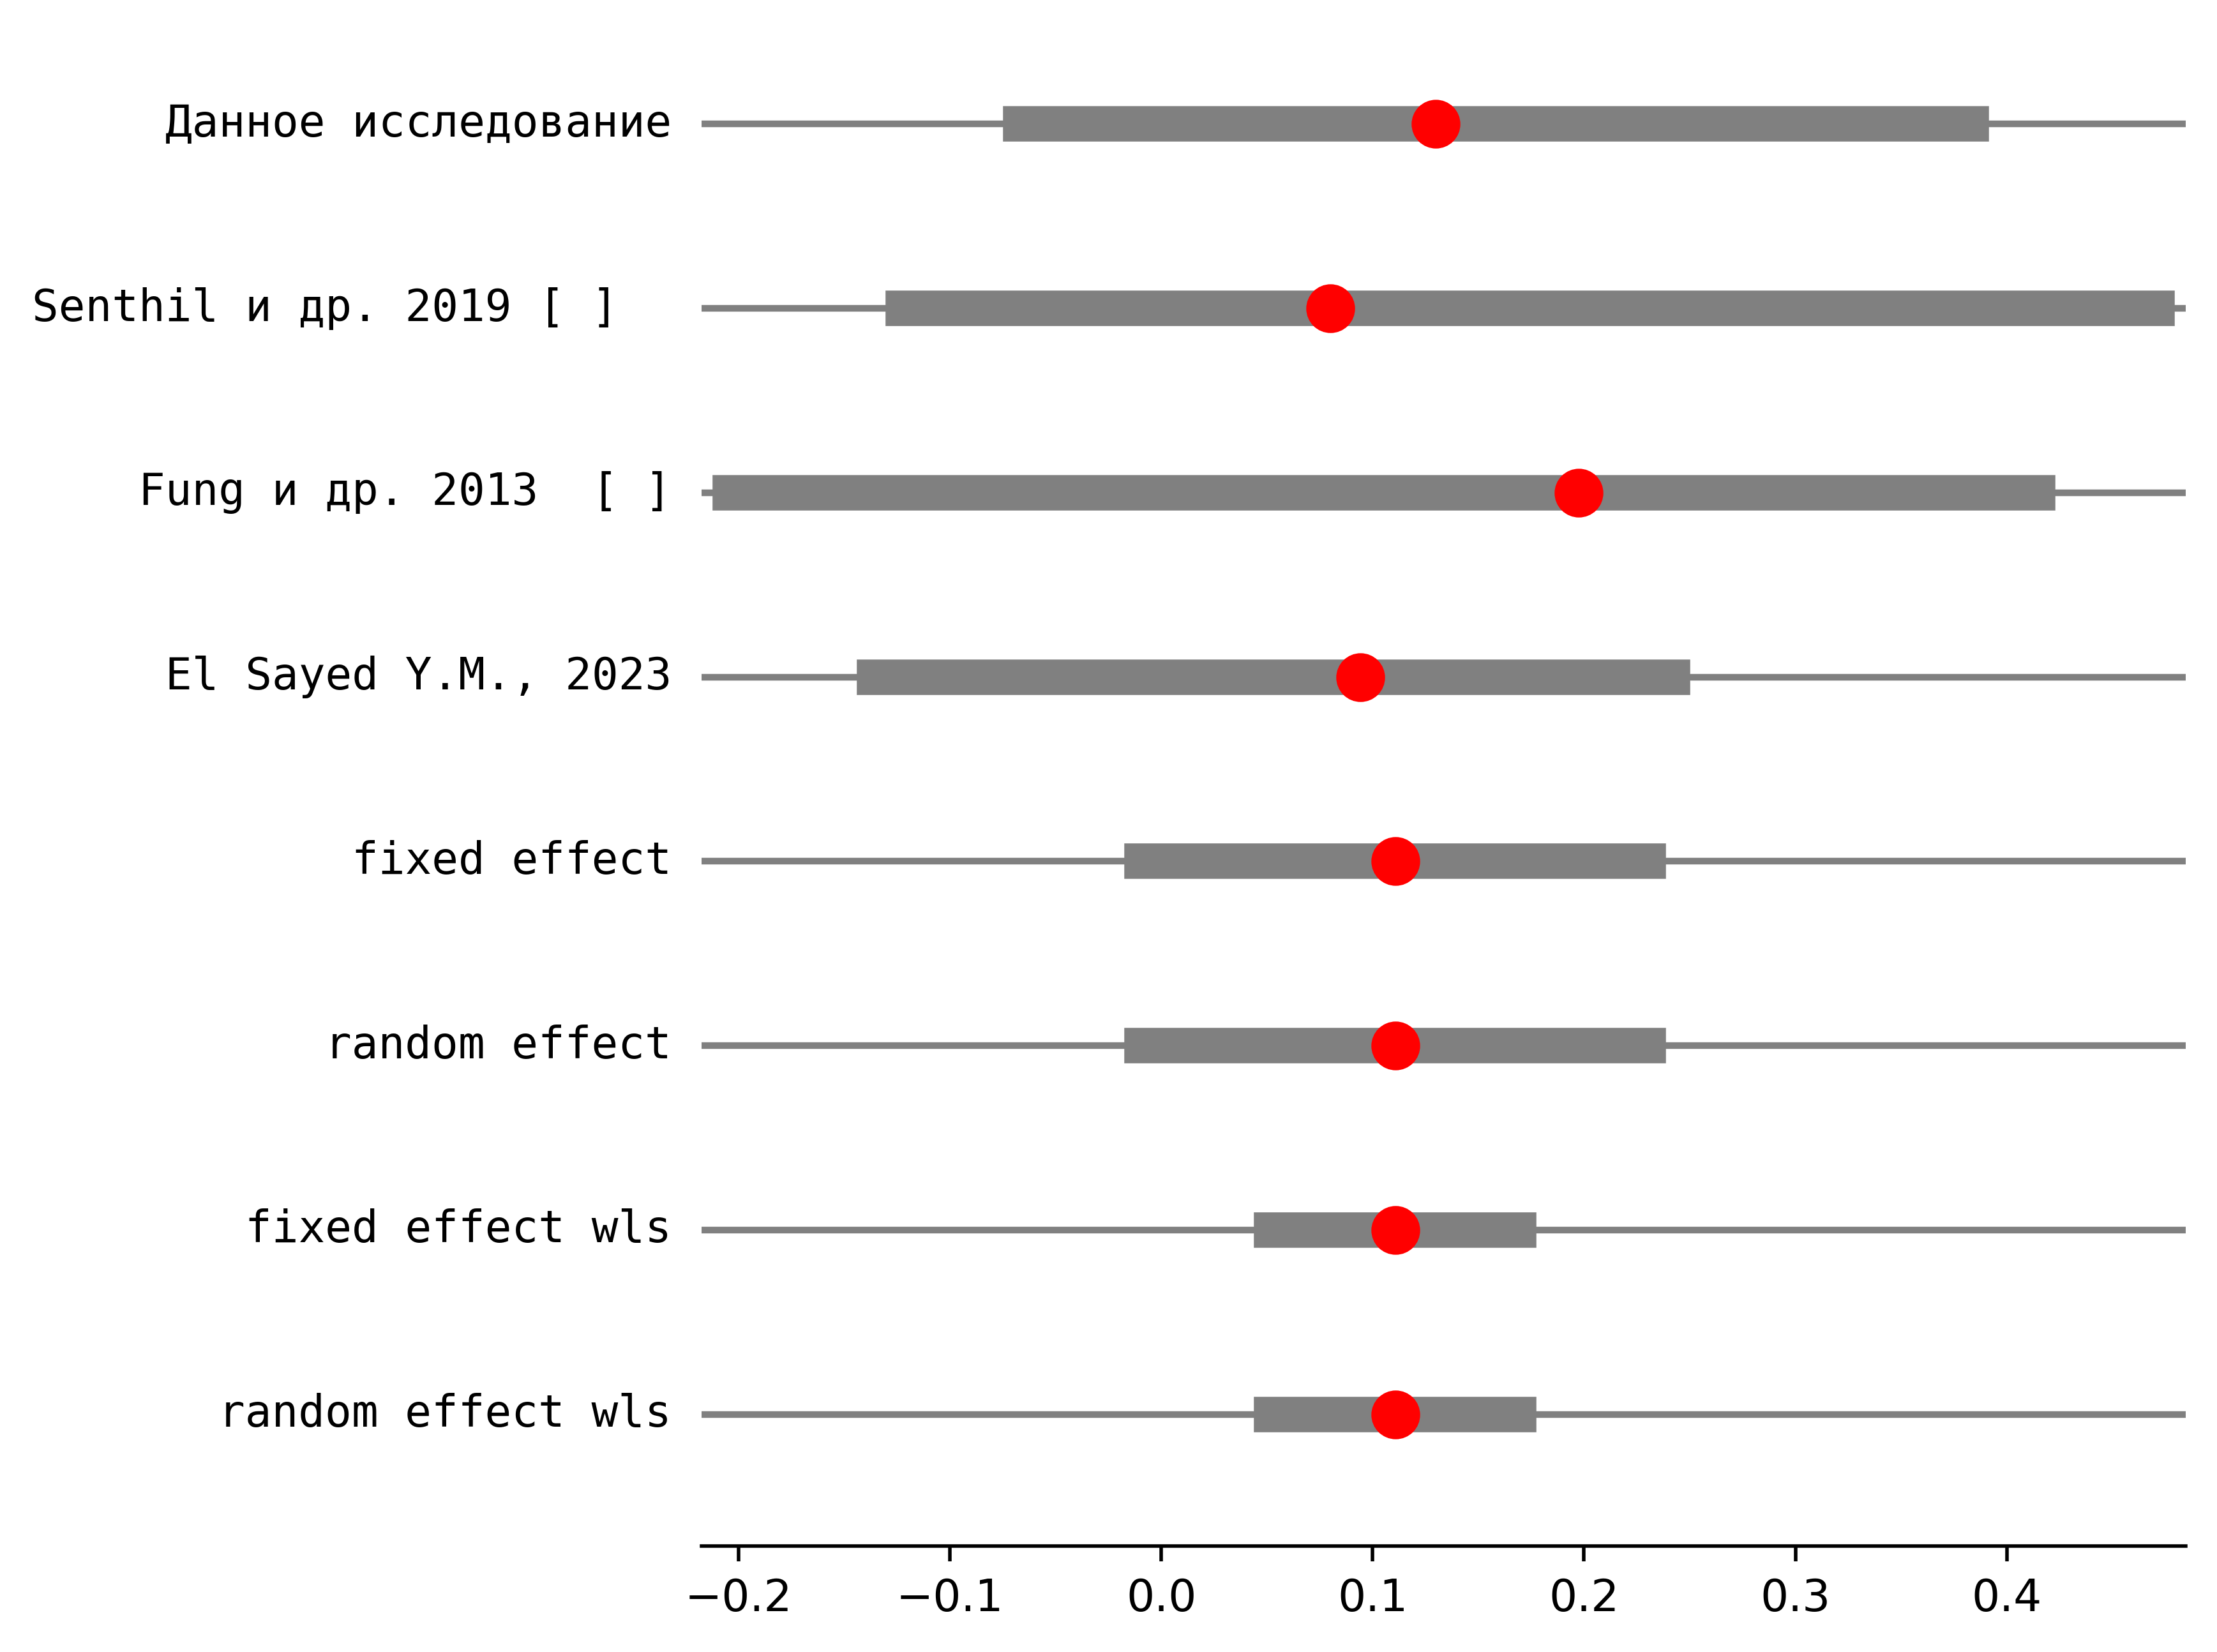 Данное исследование
Senthil и др. 2019 [ ]
Fung и др. 2013  [ ]
El Sayed Y.M., 2023
fixed effect
random effect
fixed effect wls
random effect wls
−0.2 −0.1 0.0 0.1 0.2 0.3 0.4